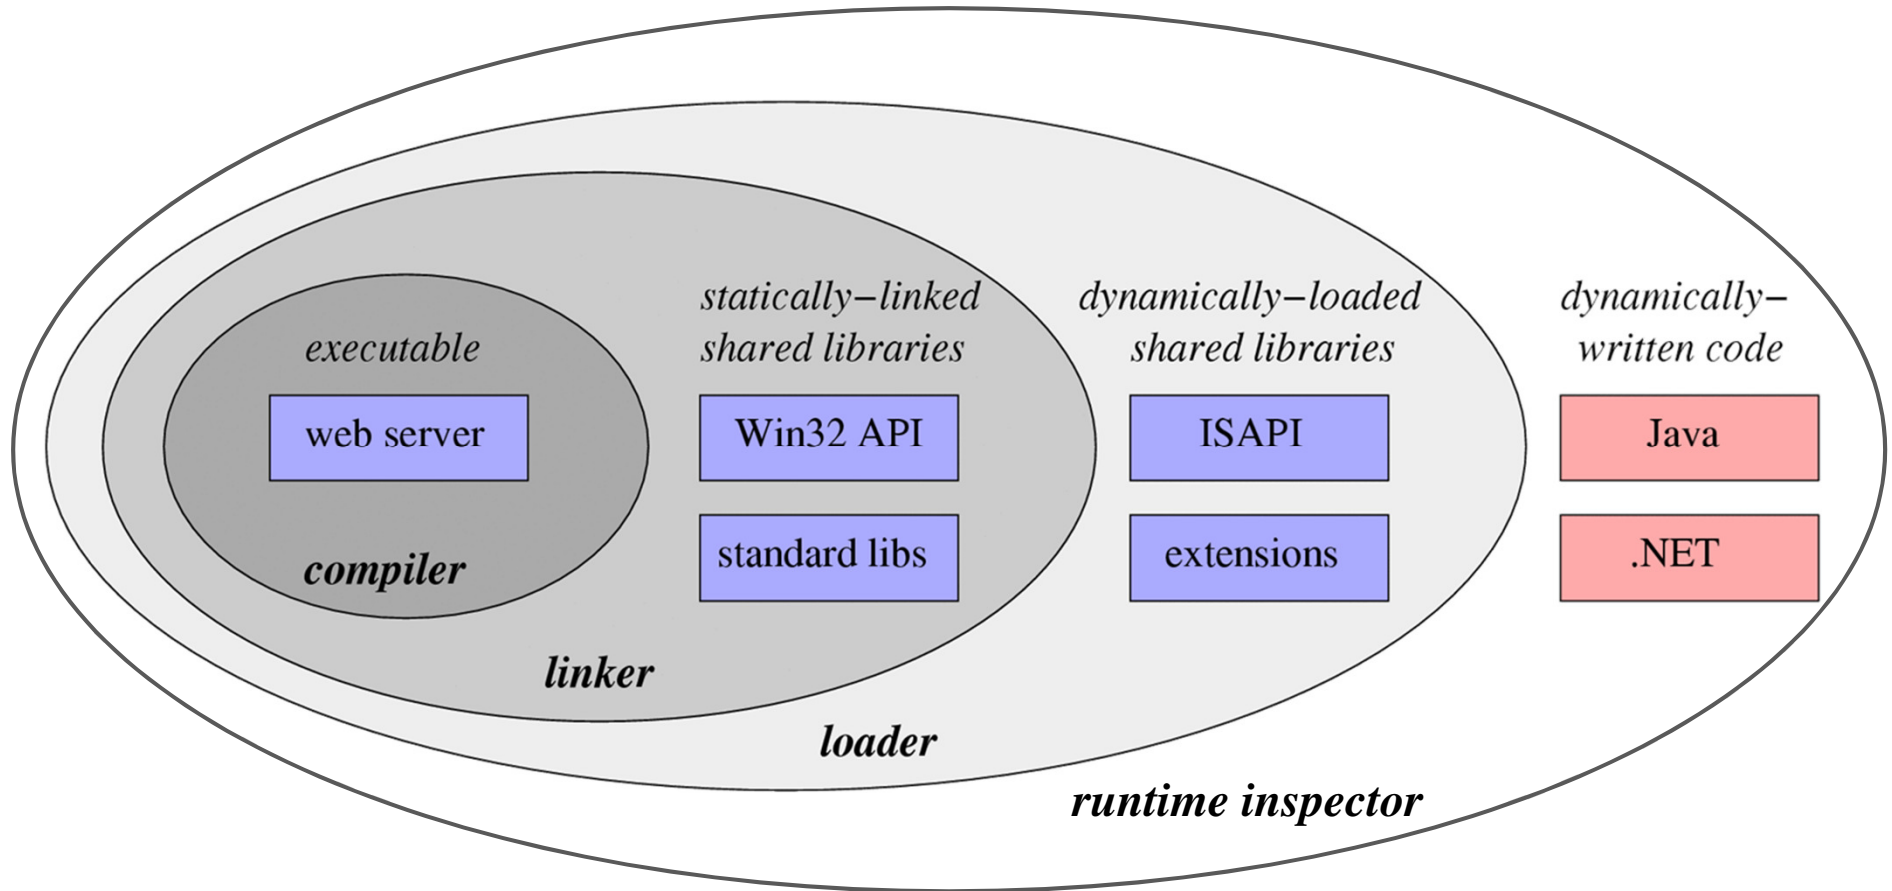 executable
web server
compiler
statically−linked
shared libraries
Win32 API
standard libs
linker
dynamically−loaded
shared libraries
ISAPI
extensions
loader
dynamically−
written code
Java
.NET
runtime inspector